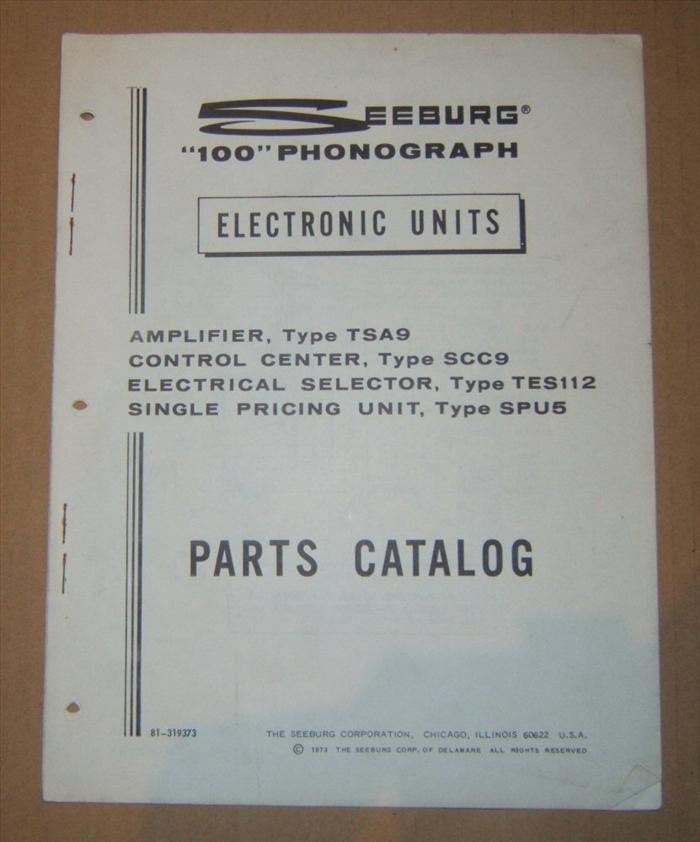 SEEBURG®
"100" PHONOGRAPH
ELECTRONIC UNITS
AMPLIFIER, Type TSA9
CONTROL CENTER, Type SCC9
ELECTRICAL SELECTOR, Type TES112
SINGLE PRICING UNIT, Type SPU5
PARTS CATALOG
81-319373
THE SEEBURG CORPORATION, CHICAGO, ILLINOIS 60622 U.S.A.
© 1973 THE SEEBURG CORP. OF DELAWARE ALL RIGHTS RESERVED